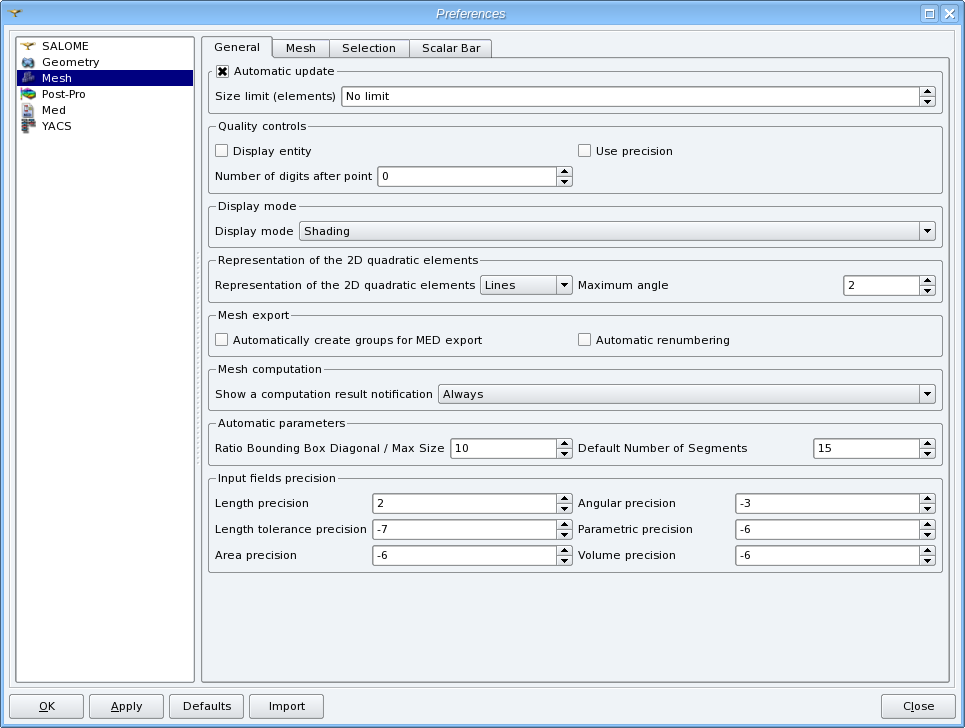 Preferences
SALOME
Geometry
Mesh
Post-Pro
Med
YACS
General Mesh Selection Scalar Bar
Automatic update
Size limit (elements) No limit
Quality controls
Display entity Use precision
Number of digits after point 0
Display mode
Display mode Shading
Representation of the 2D quadratic elements
Representation of the 2D quadratic elements Lines Maximum angle 2
Mesh export
Automatically create groups for MED export Automatic renumbering
Mesh computation
Show a computation result notification Always
Automatic parameters
Ratio Bounding Box Diagonal / Max Size 10 Default Number of Segments 15
Input fields precision
Length precision 2 Angular precision -3
Length tolerance precision -7 Parametric precision -6
Area precision -6 Volume precision -6
OK Apply Defaults Import Close